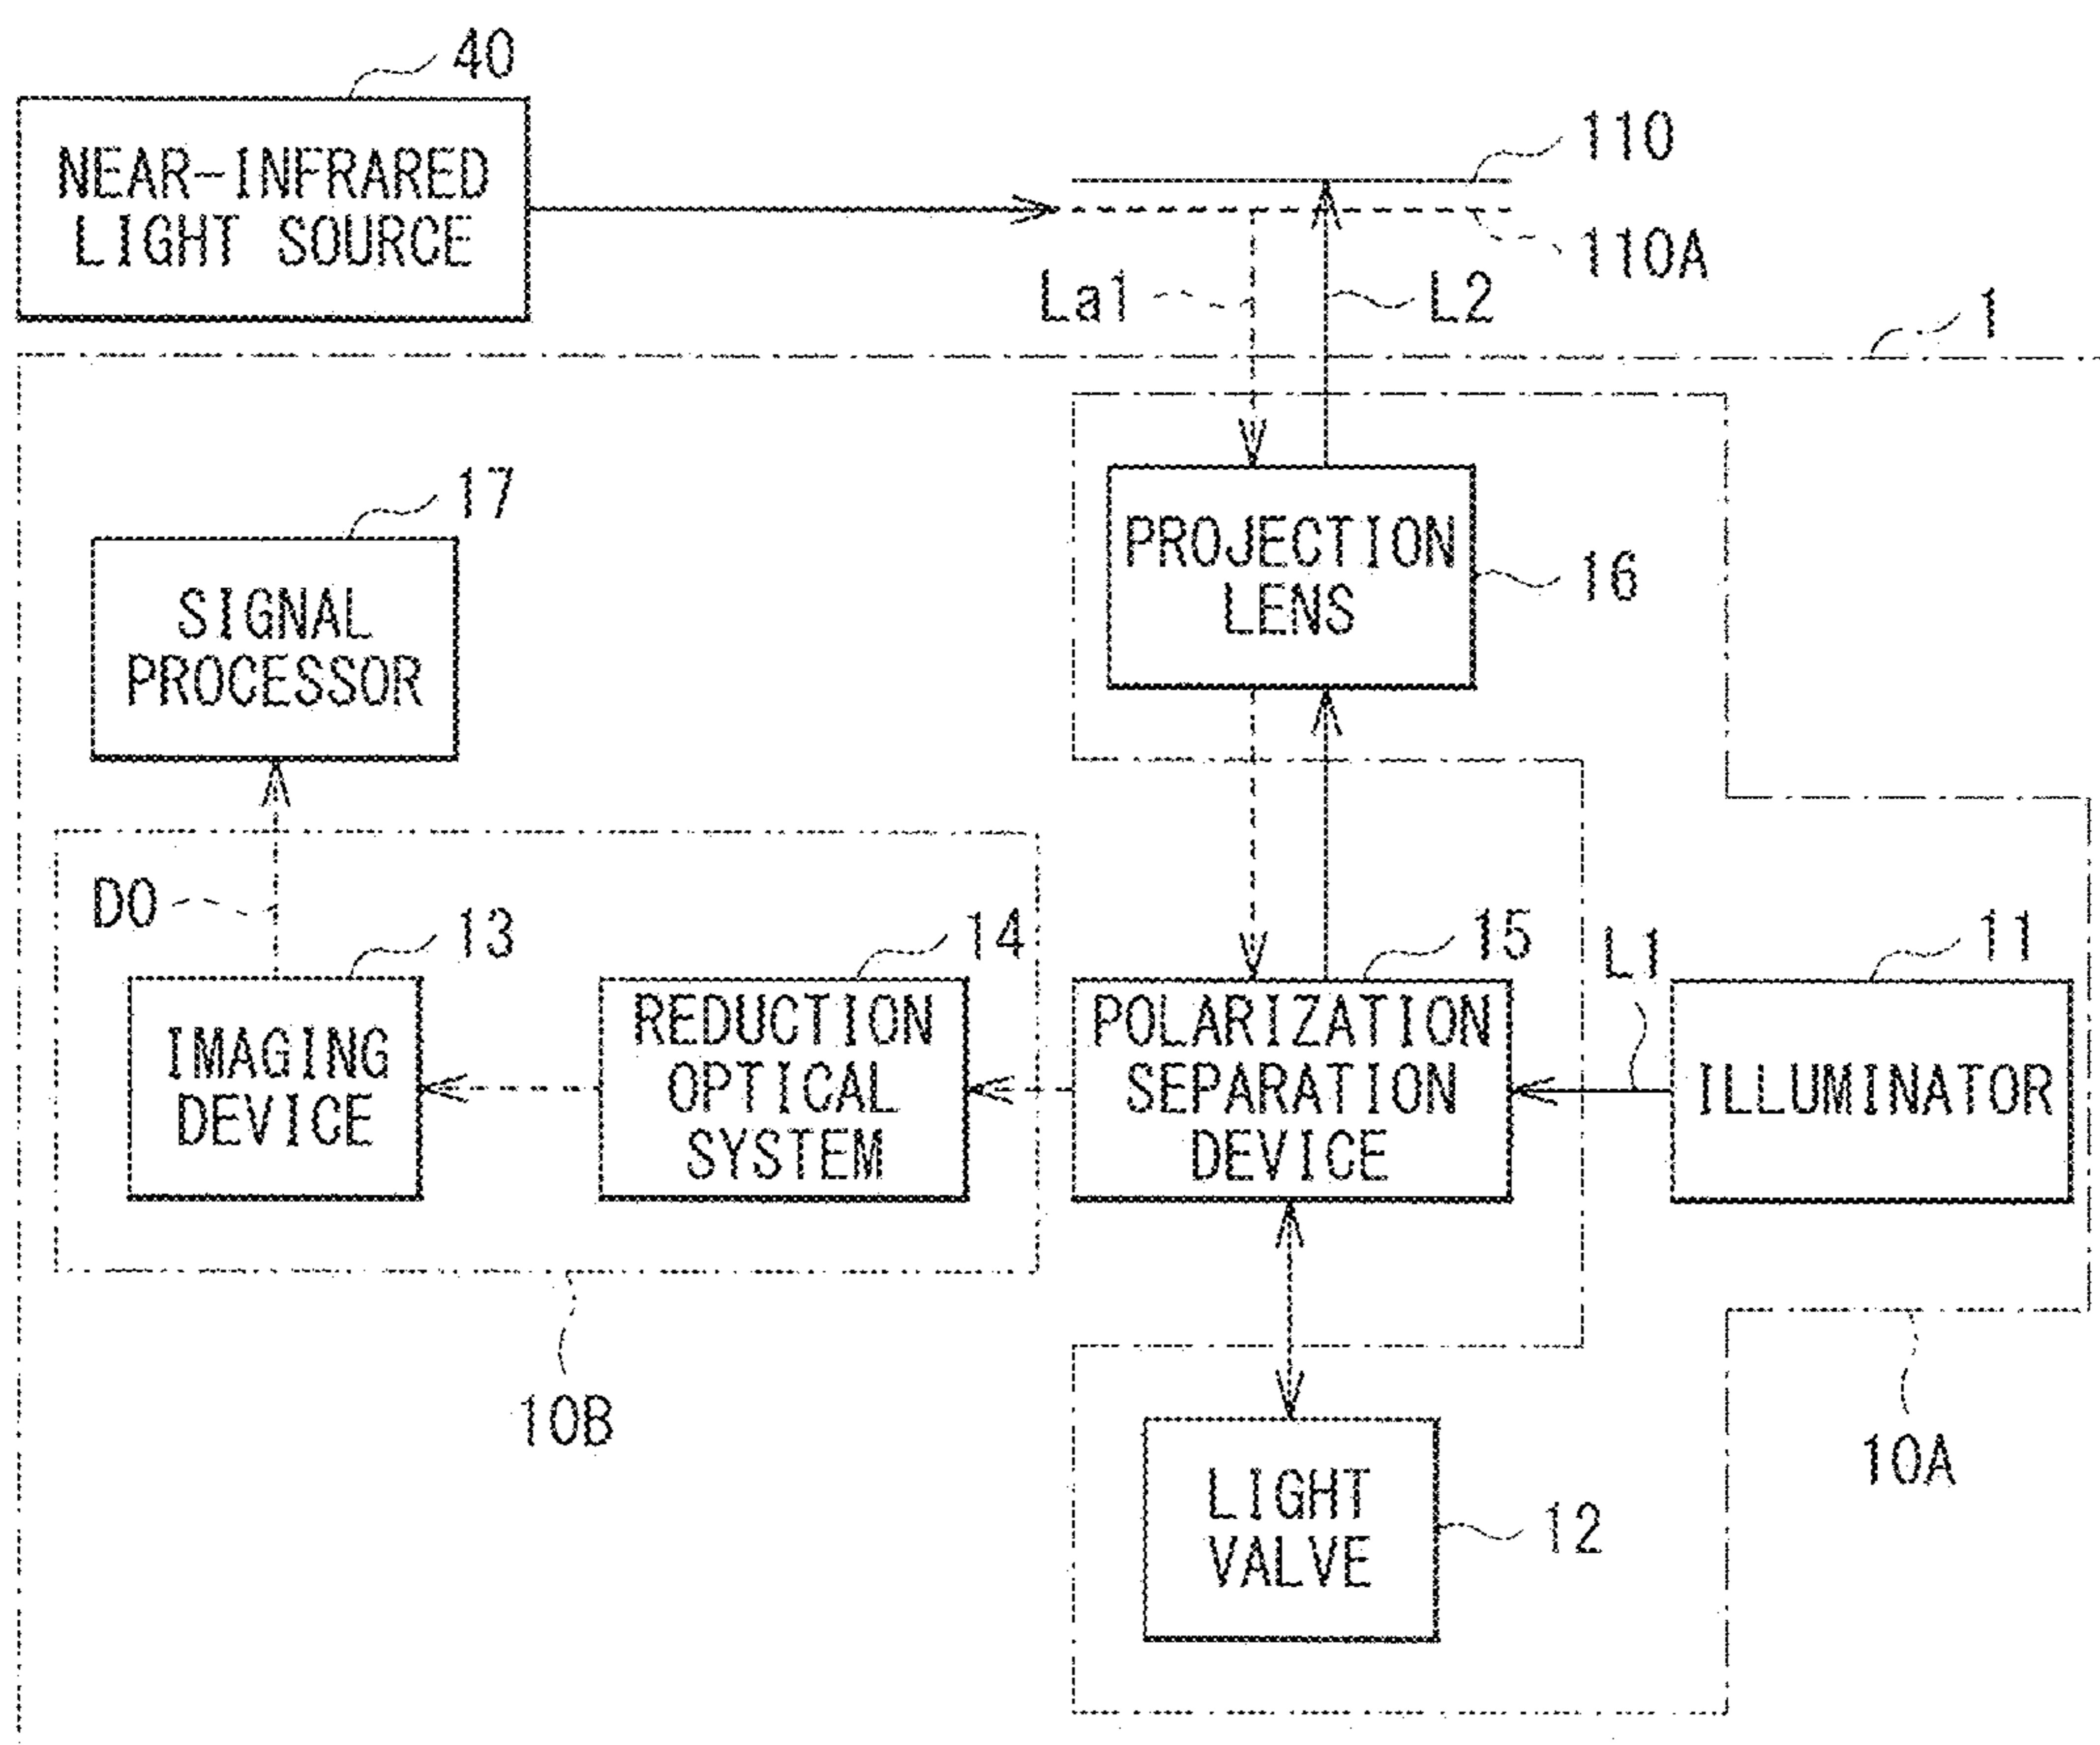 40
NEAR-INFRARED
LIGHT SOURCE
110
110A
La1
L2
1
17
SIGNAL
PROCESSOR
PROJECTION
LENS
16
D0
13
14
15
L1
11
IMAGING
DEVICE
REDUCTION
OPTICAL
SYSTEM
POLARIZATION
SEPARATION
DEVICE
ILLUMINATOR
10B
10A
LIGHT
VALVE
12